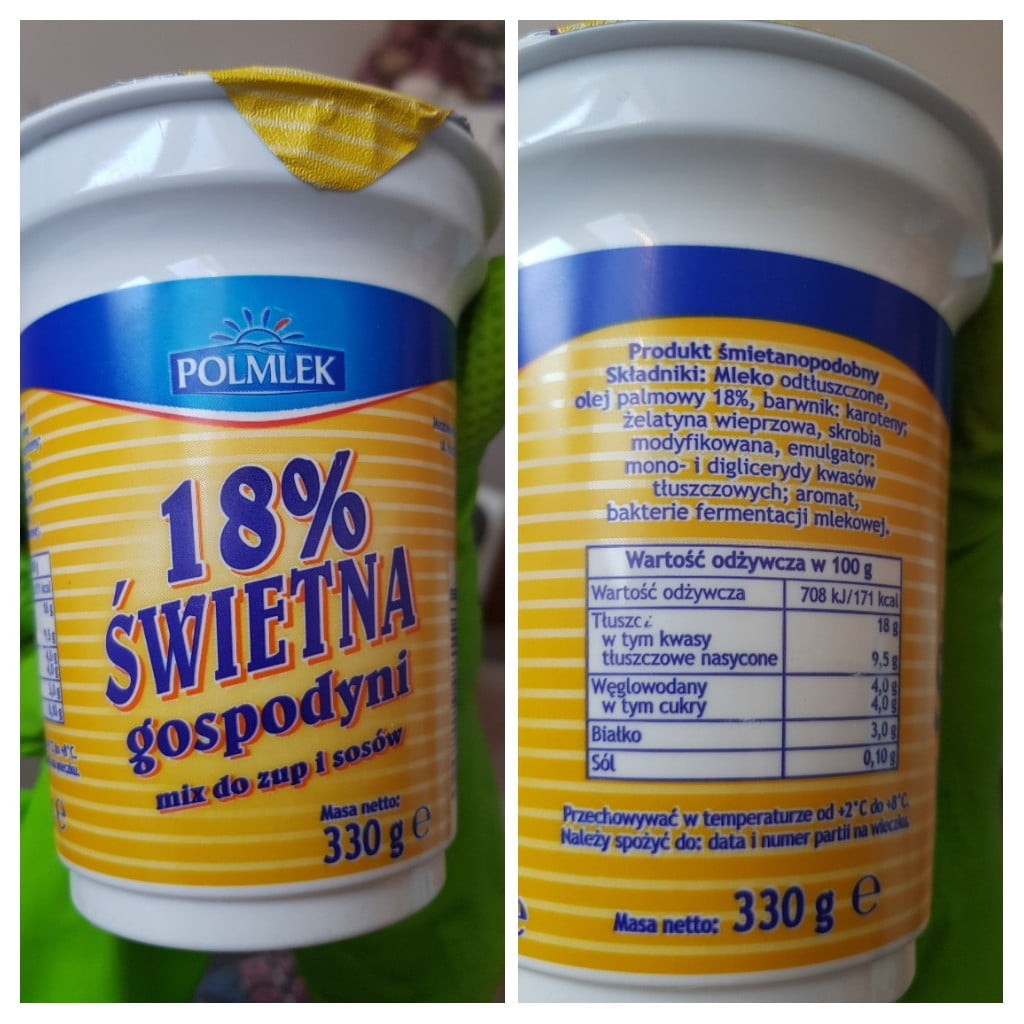 POLMLEK
18%
ŚWIETNA
gospodyni
mix do zup i sosów
Masa netto:
330 g e
Produkt śmietanopodobny
Składniki: Mleko odtłuszczone,
olej palmowy 18%, barwnik: karoteny;
żelatyna wieprzowa, skrobia
modyfikowana, emulgator:
mono- i diglicerydy kwasów
tłuszczowych; aromat,
bakterie fermentacji mlekowej.
Wartość odżywcza w 100 g
Wartość odżywcza 708 kJ/171 kcal
Tłuszcz 18 g
w tym kwasy
tłuszczowe nasycone 9,5 g
Węglowodany 4,0 g
w tym cukry 4,0 g
Białko 3,0 g
Sól 0,10 g
Przechowywać w temperaturze od +2°C do +8°C.
Należy spożyć do: data i numer partii na wieczku.
Masa netto: 330 g e